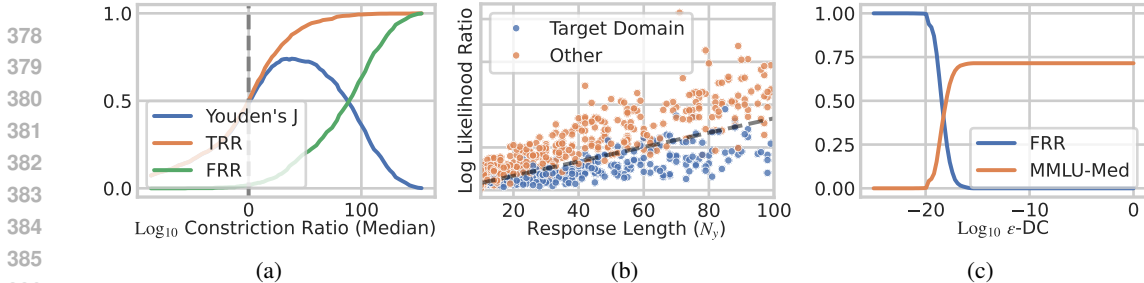 378
379
380
381
382
383
384
385
1.0
0.5
0.0
Youden's J
TRR
FRR
0
100
Log₁₀ Constriction Ratio (Median)
(a)
Log Likelihood Ratio
Target Domain
Other
20
40
60
80
100
Response Length (N_y)
(b)
1.00
0.75
0.50
0.25
0.00
FRR
MMLU-Med
−20
−10
0
Log₁₀ ε-DC
(c)